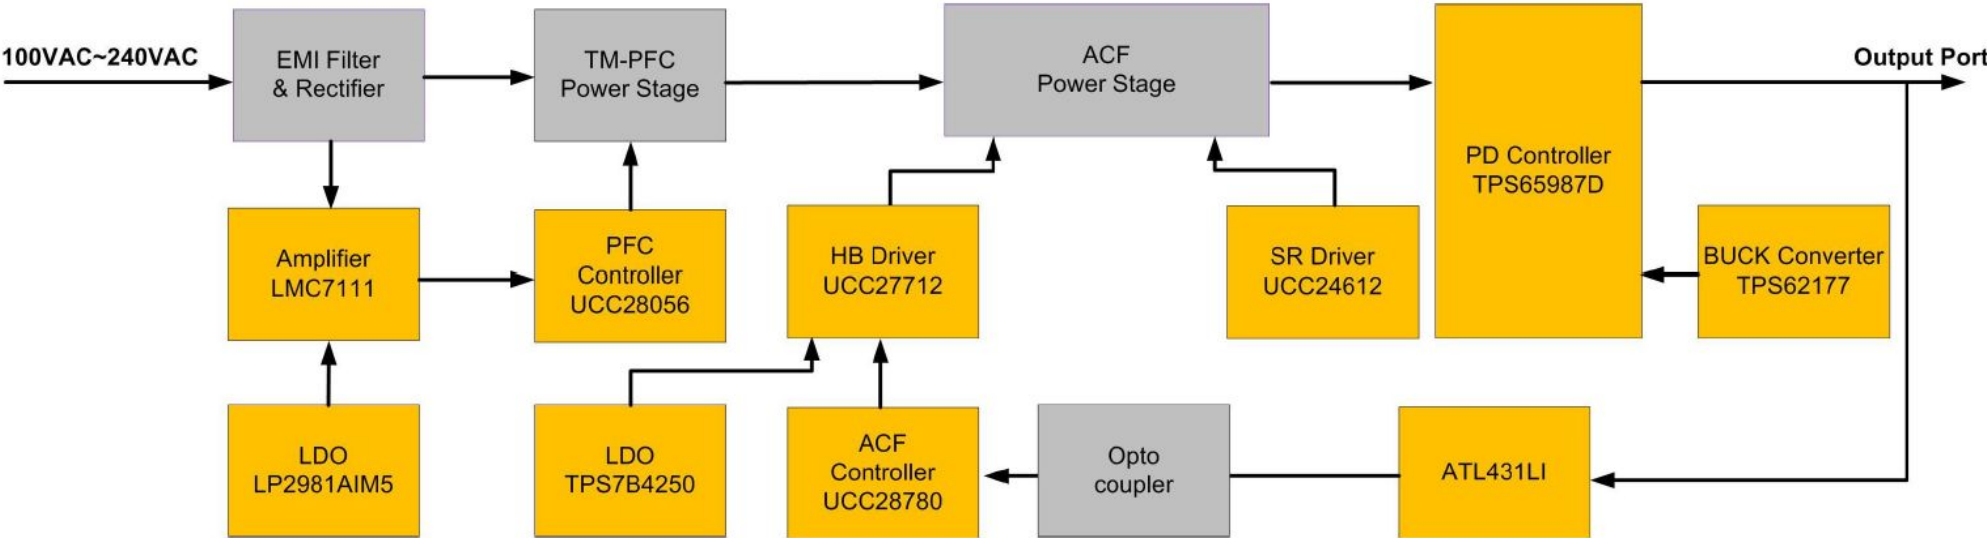 100VAC~240VAC
EMI Filter
& Rectifier
TM-PFC
Power Stage
ACF
Power Stage
PD Controller
TPS65987D
Output Port
Amplifier
LMC7111
PFC
Controller
UCC28056
HB Driver
UCC27712
SR Driver
UCC24612
BUCK Converter
TPS62177
LDO
LP2981AIM5
LDO
TPS7B4250
ACF
Controller
UCC28780
Opto
coupler
ATL431LI